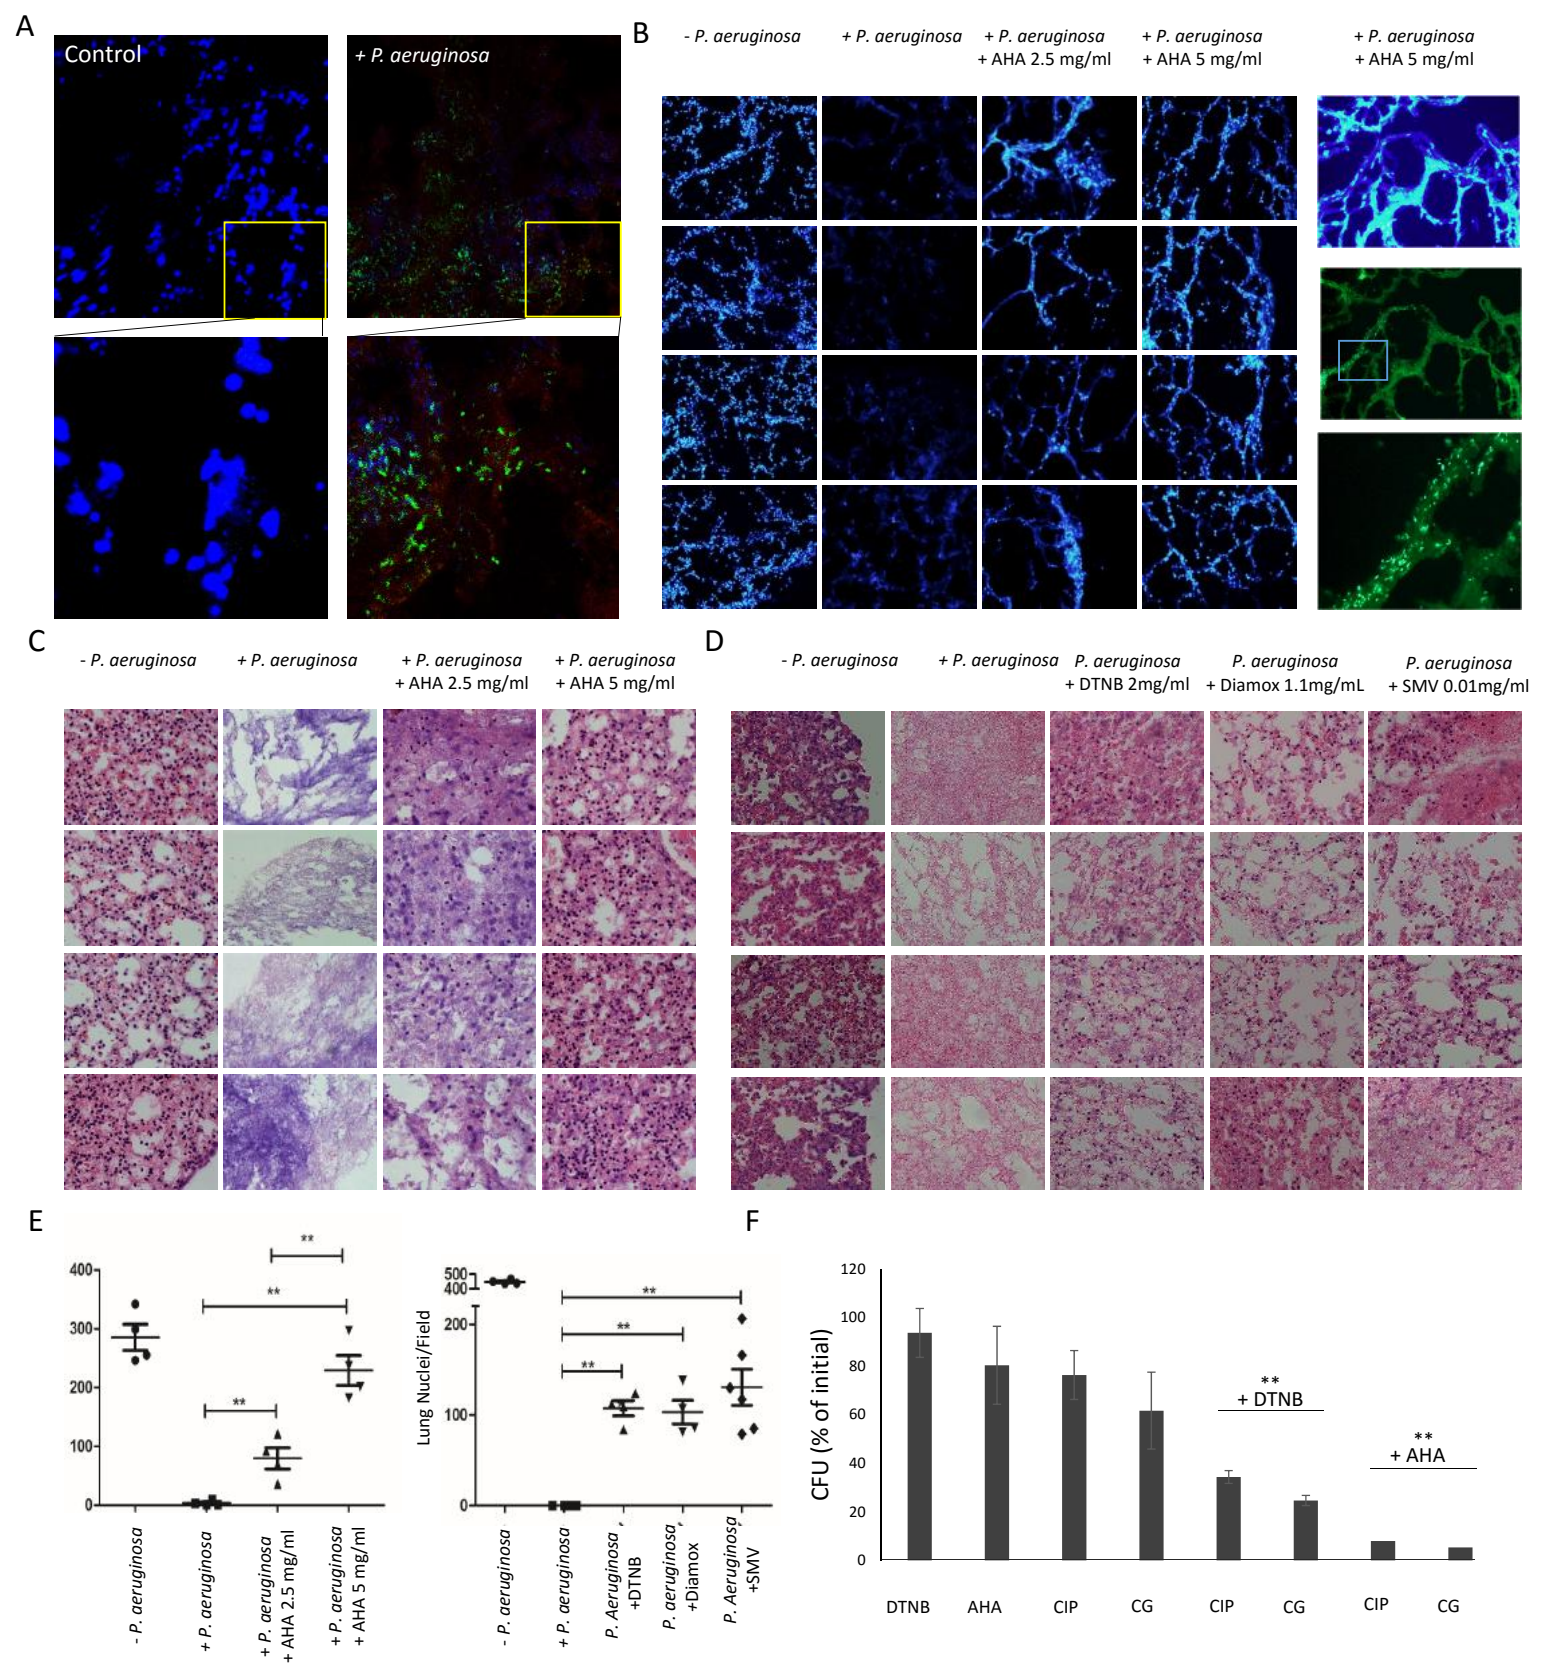 A
Control
+ P. aeruginosa
B
- P. aeruginosa
+ P. aeruginosa
+ P. aeruginosa
+ AHA 2.5 mg/ml
+ P. aeruginosa
+ AHA 5 mg/ml
+ P. aeruginosa
+ AHA 5 mg/ml
C
- P. aeruginosa
+ P. aeruginosa
+ P. aeruginosa
+ AHA 2.5 mg/ml
+ P. aeruginosa
+ AHA 5 mg/ml
D
- P. aeruginosa
+ P. aeruginosa
P. aeruginosa
+ DTNB 2mg/ml
P. aeruginosa
+ Diamox 1.1mg/mL
P. aeruginosa
+ SMV 0.01mg/ml
E
400
300
200
100
0
**
**
**
- P. aeruginosa
+ P. aeruginosa
+ P. aeruginosa
+ AHA 2.5 mg/ml
+ P. aeruginosa
+ AHA 5 mg/ml
Lung Nuclei/Field
500
400
200
100
0
**
**
**
- P. aeruginosa
+ P. aeruginosa
P. Aeruginosa
+DTNB
P. aeruginosa
+Diamox
P. Aeruginosa
+SMV
F
CFU (% of initial)
120
100
80
60
40
20
0
**
+ DTNB
**
+ AHA
DTNB
AHA
CIP
CG
CIP
CG
CIP
CG